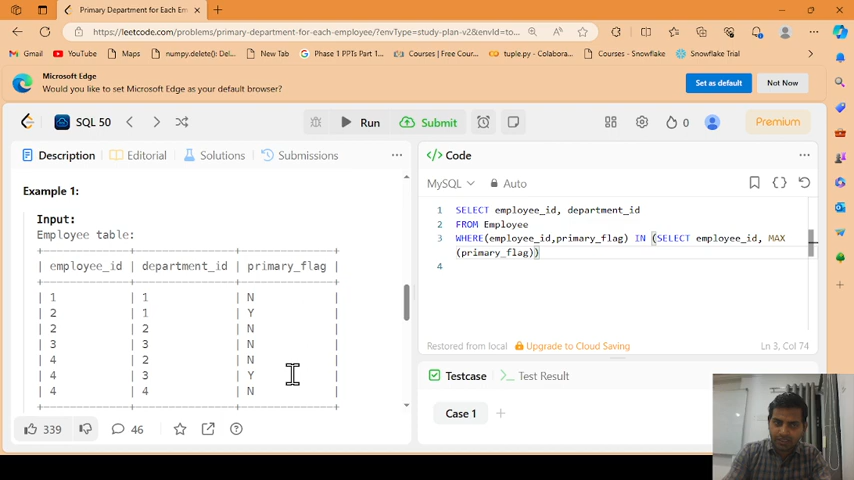 Primary Department for Each Em
https://leetcode.com/problems/primary-department-for-each-employee/?envType=study-plan-v2&envId=to...
Gmail YouTube Maps numpy.delete() : Del... New Tab Phase 1 PPTs Part 1... Courses | Free Cour... tuple.py - Colabora... Courses - Snowflake Snowflake Trial
Microsoft Edge
Would you like to set Microsoft Edge as your default browser?
Set as default Not Now
SQL 50 Run Submit 0 Premium
Description Editorial Solutions Submissions
</> Code
Example 1:
MySQL Auto
Input:
Employee table:
+-------------+---------------+--------------+
| employee_id | department_id | primary_flag |
+-------------+---------------+--------------+
| 1 | 1 | N |
| 2 | 1 | Y |
| 2 | 2 | N |
| 3 | 3 | N |
| 4 | 2 | N |
| 4 | 3 | Y |
| 4 | 4 | N |
+-------------+---------------+--------------+
1 SELECT employee_id, department_id
2 FROM Employee
3 WHERE(employee_id,primary_flag) IN (SELECT employee_id, MAX
(primary_flag))
4
Restored from local Upgrade to Cloud Saving Ln 3, Col 74
Testcase >_ Test Result
Case 1 +
339 46